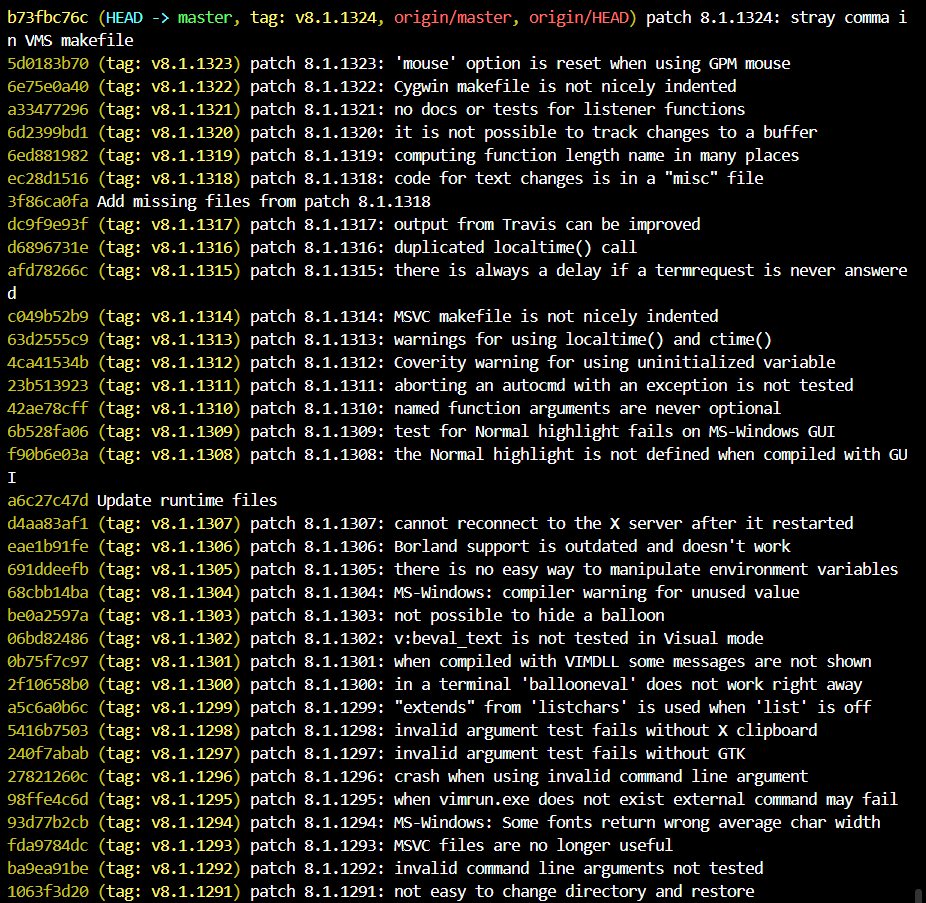 b73fbc76c (HEAD -> master, tag: v8.1.1324, origin/master, origin/HEAD) patch 8.1.1324: stray comma i
n VMS makefile
5d0183b70 (tag: v8.1.1323) patch 8.1.1323: 'mouse' option is reset when using GPM mouse
6e75e0a40 (tag: v8.1.1322) patch 8.1.1322: Cygwin makefile is not nicely indented
a33477296 (tag: v8.1.1321) patch 8.1.1321: no docs or tests for listener functions
6d2399bd1 (tag: v8.1.1320) patch 8.1.1320: it is not possible to track changes to a buffer
6ed881982 (tag: v8.1.1319) patch 8.1.1319: computing function length name in many places
ec28d1516 (tag: v8.1.1318) patch 8.1.1318: code for text changes is in a "misc" file
3f86ca0fa Add missing files from patch 8.1.1318
dc9f9e93f (tag: v8.1.1317) patch 8.1.1317: output from Travis can be improved
d6896731e (tag: v8.1.1316) patch 8.1.1316: duplicated localtime() call
afd78266c (tag: v8.1.1315) patch 8.1.1315: there is always a delay if a termrequest is never answere
d
c049b52b9 (tag: v8.1.1314) patch 8.1.1314: MSVC makefile is not nicely indented
63d2555c9 (tag: v8.1.1313) patch 8.1.1313: warnings for using localtime() and ctime()
4ca41534b (tag: v8.1.1312) patch 8.1.1312: Coverity warning for using uninitialized variable
23b513923 (tag: v8.1.1311) patch 8.1.1311: aborting an autocmd with an exception is not tested
42ae78cff (tag: v8.1.1310) patch 8.1.1310: named function arguments are never optional
6b528fa06 (tag: v8.1.1309) patch 8.1.1309: test for Normal highlight fails on MS-Windows GUI
f90b6e03a (tag: v8.1.1308) patch 8.1.1308: the Normal highlight is not defined when compiled with GU
I
a6c27c47d Update runtime files
d4aa83af1 (tag: v8.1.1307) patch 8.1.1307: cannot reconnect to the X server after it restarted
eae1b91fe (tag: v8.1.1306) patch 8.1.1306: Borland support is outdated and doesn't work
691ddeefb (tag: v8.1.1305) patch 8.1.1305: there is no easy way to manipulate environment variables
68cbb14ba (tag: v8.1.1304) patch 8.1.1304: MS-Windows: compiler warning for unused value
be0a2597a (tag: v8.1.1303) patch 8.1.1303: not possible to hide a balloon
06bd82486 (tag: v8.1.1302) patch 8.1.1302: v:beval_text is not tested in Visual mode
0b75f7c97 (tag: v8.1.1301) patch 8.1.1301: when compiled with VIMDLL some messages are not shown
2f10658b0 (tag: v8.1.1300) patch 8.1.1300: in a terminal 'ballooneval' does not work right away
a5c6a0b6c (tag: v8.1.1299) patch 8.1.1299: "extends" from 'listchars' is used when 'list' is off
5416b7503 (tag: v8.1.1298) patch 8.1.1298: invalid argument test fails without X clipboard
240f7abab (tag: v8.1.1297) patch 8.1.1297: invalid argument test fails without GTK
27821260c (tag: v8.1.1296) patch 8.1.1296: crash when using invalid command line argument
98ffe4c6d (tag: v8.1.1295) patch 8.1.1295: when vimrun.exe does not exist external command may fail
93d77b2cb (tag: v8.1.1294) patch 8.1.1294: MS-Windows: Some fonts return wrong average char width
fda9784dc (tag: v8.1.1293) patch 8.1.1293: MSVC files are no longer useful
ba9ea91be (tag: v8.1.1292) patch 8.1.1292: invalid command line arguments not tested
1063f3d20 (tag: v8.1.1291) patch 8.1.1291: not easy to change directory and restore